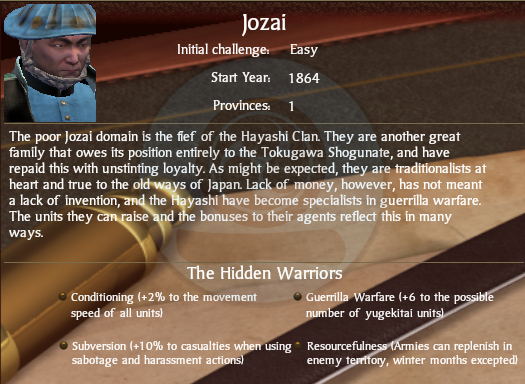 Jozai
Initial challenge: Easy
Start Year: 1864
Provinces: 1
The poor Jozai domain is the fief of the Hayashi Clan. They are another great
family that owes its position entirely to the Tokugawa Shogunate, and have
repaid this with unstinting loyalty. As might be expected, they are traditionalists at
heart and true to the old ways of Japan. Lack of money, however, has not meant
a lack of invention, and the Hayashi have become specialists in guerrilla warfare.
The units they can raise and the bonuses to their agents reflect this in many
ways.
The Hidden Warriors
Conditioning (+2% to the movement
speed of all units)
Guerrilla Warfare (+6 to the possible
number of yugekitai units)
Subversion (+10% to casualties when using
sabotage and harassment actions)
Resourcefulness (Armies can replenish in
enemy territory, winter months excepted)